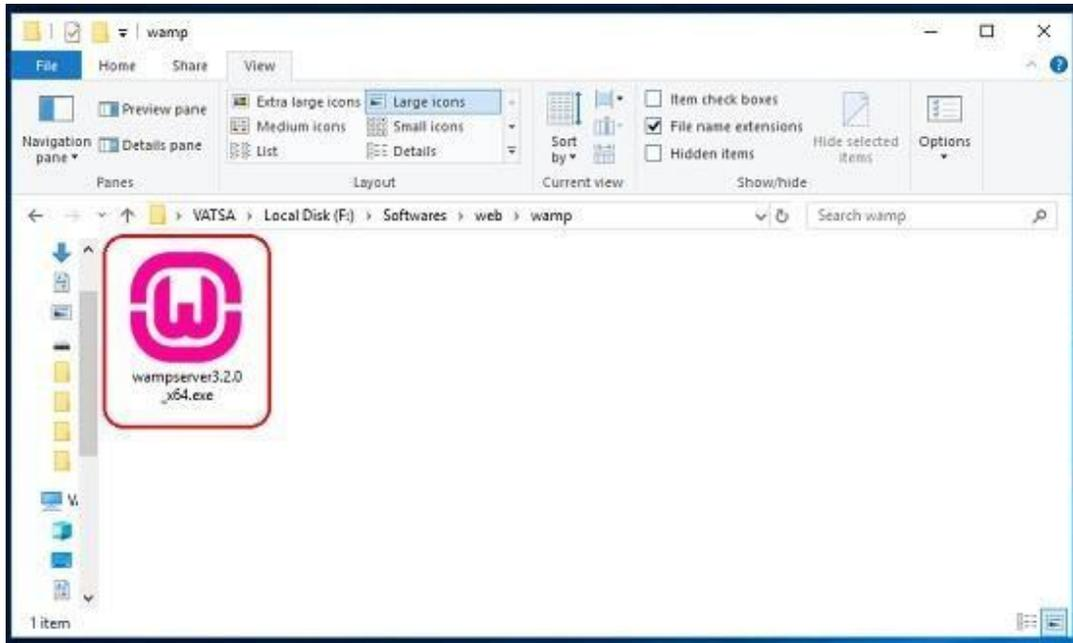 wamp
File Home Share View
Navigation pane
Preview pane
Details pane
Panes
Extra large icons Large icons
Medium icons Small icons
List Details
Layout
Sort by
Current view
Item check boxes
File name extensions
Hidden items
Hide selected items
Show/hide
Options
VATSA Local Disk (F:) Softwares web wamp
Search wamp
W
wampserver3.2.0
_x64.exe
1 item